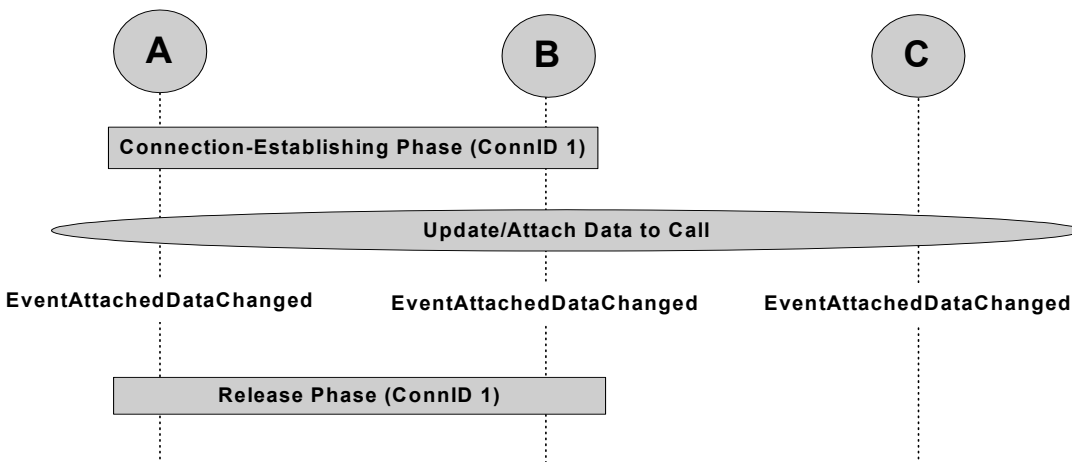 A
B
C
Connection-Establishing Phase (ConnID 1)
Update/Attach Data to Call
EventAttachedDataChanged
EventAttachedDataChanged
EventAttachedDataChanged
Release Phase (ConnID 1)